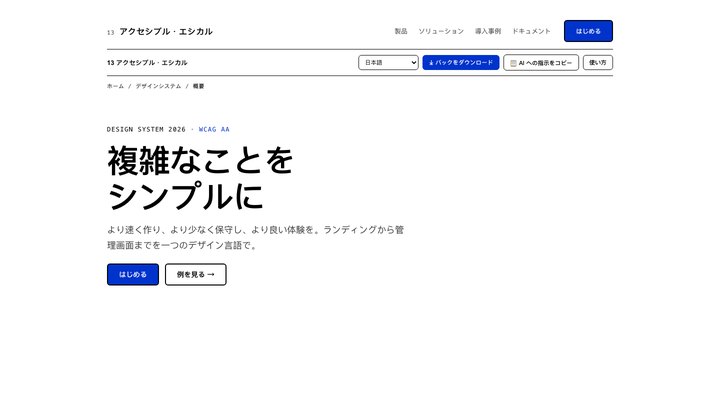 13 アクセシブル · エシカル
製品 ソリューション 導入事例 ドキュメント はじめる
13 アクセシブル · エシカル 日本語 パックをダウンロード AI への指示をコピー 使い方
ホーム / デザインシステム / 概要
DESIGN SYSTEM 2026 · WCAG AA
複雑なことを
シンプルに
より速く作り、より少なく保守し、より良い体験を。ランディングから管
理画面までを一つのデザイン言語で。
はじめる 例を見る →